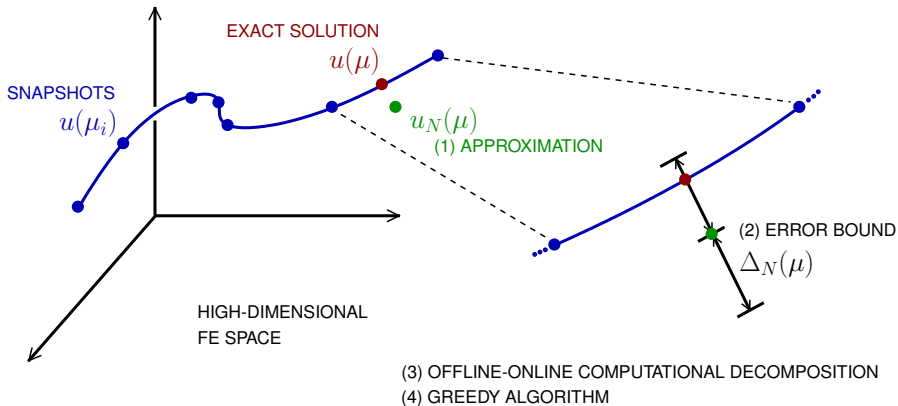 EXACT SOLUTION
u(μ)
SNAPSHOTS
u(μ_i)
u_N(μ)
(1) APPROXIMATION
(2) ERROR BOUND
Δ_N(μ)
HIGH-DIMENSIONAL
FE SPACE
(3) OFFLINE-ONLINE COMPUTATIONAL DECOMPOSITION
(4) GREEDY ALGORITHM